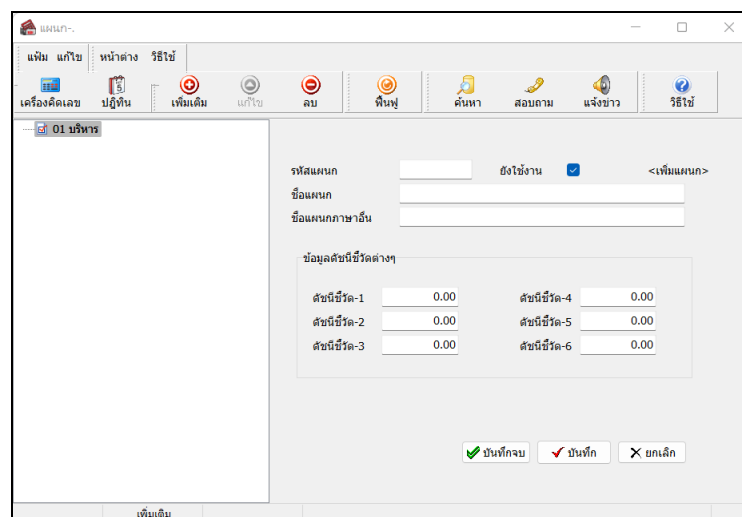 แผนก-.
แฟ้ม แก้ไข หน้าต่าง วิธีใช้
เครื่องคิดเลข ปฏิทิน เพิ่มเติม แก้ไข ลบ ฟื้นฟู ค้นหา สอบถาม แจ้งข่าว วิธีใช้
01 บริหาร
รหัสแผนก ยังใช้งาน <เพิ่มแผนก>
ชื่อแผนก
ชื่อแผนกภาษาอื่น
ข้อมูลดัชนีชี้วัดต่างๆ
ดัชนีชี้วัด-1 0.00 ดัชนีชี้วัด-4 0.00
ดัชนีชี้วัด-2 0.00 ดัชนีชี้วัด-5 0.00
ดัชนีชี้วัด-3 0.00 ดัชนีชี้วัด-6 0.00
บันทึกจบ บันทึก ยกเลิก
เพิ่มเติม